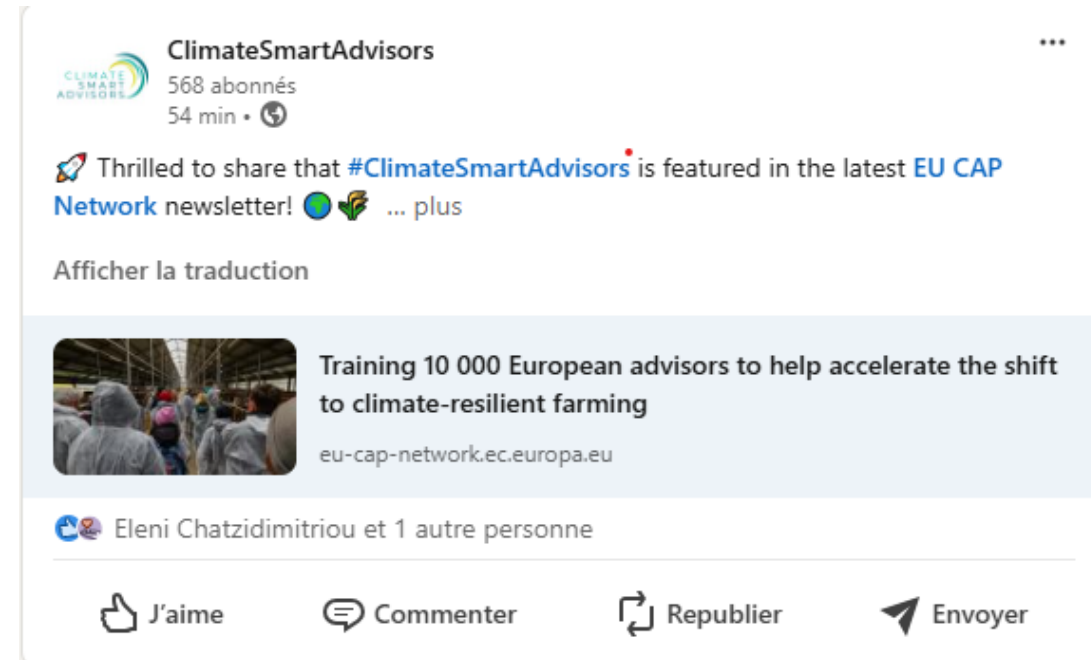 ClimateSmartAdvisors
CLIMATE
SMART
ADVISORS
568 abonnés
54 min •
🚀 Thrilled to share that #ClimateSmartAdvisors is featured in the latest EU CAP
Network newsletter! 🌍🌾 ... plus
Afficher la traduction
Training 10 000 European advisors to help accelerate the shift
to climate-resilient farming
eu-cap-network.ec.europa.eu
Eleni Chatzidimitriou et 1 autre personne
J’aime
Commenter
Republier
Envoyer